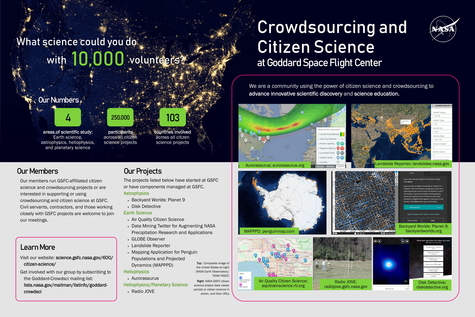 What science could you do
with 10,000 volunteers?
Our Numbers
4
areas of scientific study:
Earth science,
astrophysics, heliophysics,
and planetary science
250,000
participants
across all citizen
science projects
103
countries involved
across all citizen
science projects
Our Members
Our members run GSFC-affiliated citizen
science and crowdsourcing projects or are
interested in supporting or using
crowdsourcing and citizen science at GSFC.
Civil servants, contractors, and those working
closely with GSFC projects are welcome to join
our meetings.
Learn More
Visit our website: science.gsfc.nasa.gov/600/
citizen-science/
Get involved with our group by subscribing to
the Goddard-Crowdsci mailing list:
lists.nasa.gov/mailman/listinfo/goddard-
crowdsci
Our Projects
The projects listed below have started at GSFC
or have components managed at GSFC.
Astrophysics
• Backyard Worlds: Planet 9
• Disk Detective
Earth Science
• Air Quality Citizen Science
• Data Mining Twitter for Augmenting NASA
Precipitation Research and Applications
• GLOBE Observer
• Landslide Reporter
• Mapping Application for Penguin
Populations and Projected
Dynamics (MAPPPD)
Heliophysics
• Aurorasaurus
Heliophysics/Planetary Science
• Radio JOVE
Top: Composite image of
the United States at night
Right: NASA GSFC citizen
science project data viewer
portals or citizen science in
action, and their URLs
Crowdsourcing and
Citizen Science
at Goddard Space Flight Center
NASA
We are a community using the power of citizen science and crowdsourcing to
advance innovative scientific discovery and science education.
Aurorasaurus: aurorasaurus.org
Landslide Reporter: landslides.nasa.gov
MAPPPD: penguinmap.com
Backyard Worlds: Planet 9:
backyardworlds.org
Air Quality Citizen Science:
aqcitizenscience.rti.org
Radio JOVE:
radiojove.gsfc.nasa.gov
Disk Detective:
diskdetective.org